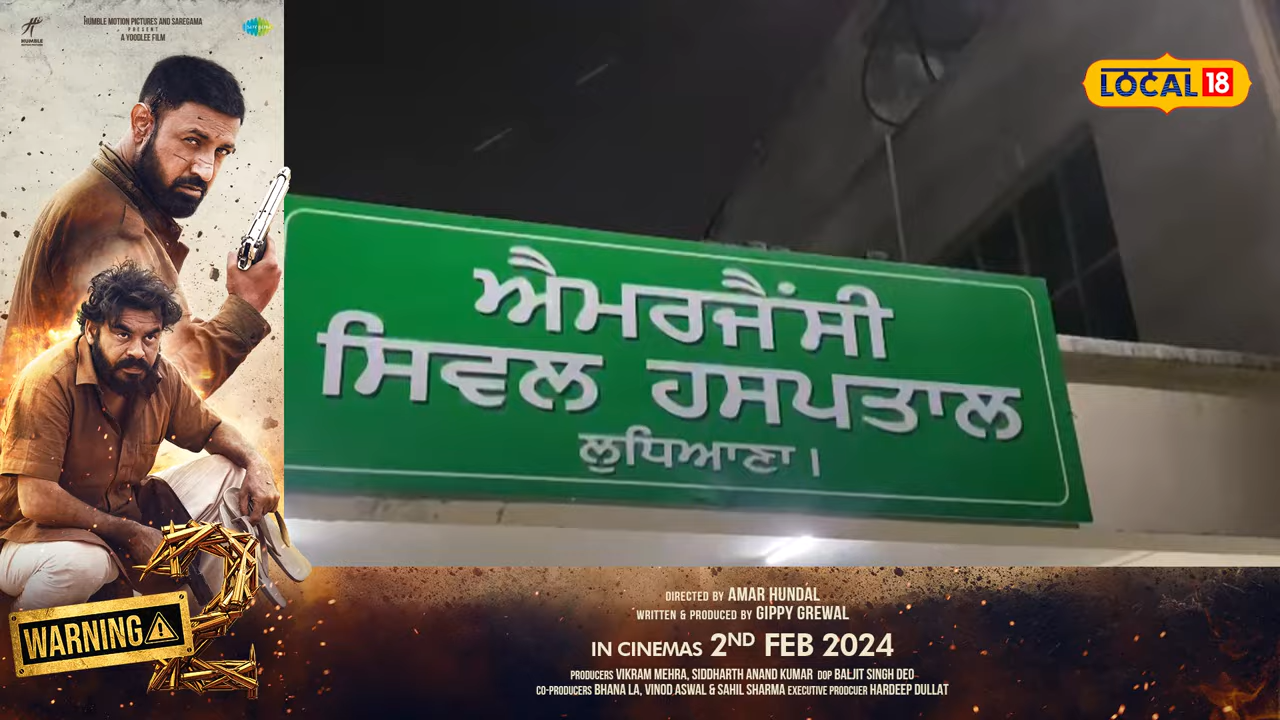 HUMBLE MOTION PICTURES AND SAREGAMA
PRESENT
A YOODLEE FILM
HUMBLE
LOCAL 18
ਐਮਰਜੈਂਸੀ
ਸਿਵਲ ਹਸਪਤਾਲ
ਲੁਧਿਆਣਾ।
WARNING
2
DIRECTED BY AMAR HUNDAL
WRITTEN & PRODUCED BY GIPPY GREWAL
IN CINEMAS 2ND FEB 2024
PRODUCERS VIKRAM MEHRA, SIDDHARTH ANAND KUMAR DOP BALJIT SINGH DEO
CO-PRODUCERS BHANA LA, VINOD ASWAL & SAHIL SHARMA EXECUTIVE PRODCUER HARDEEP DULLAT